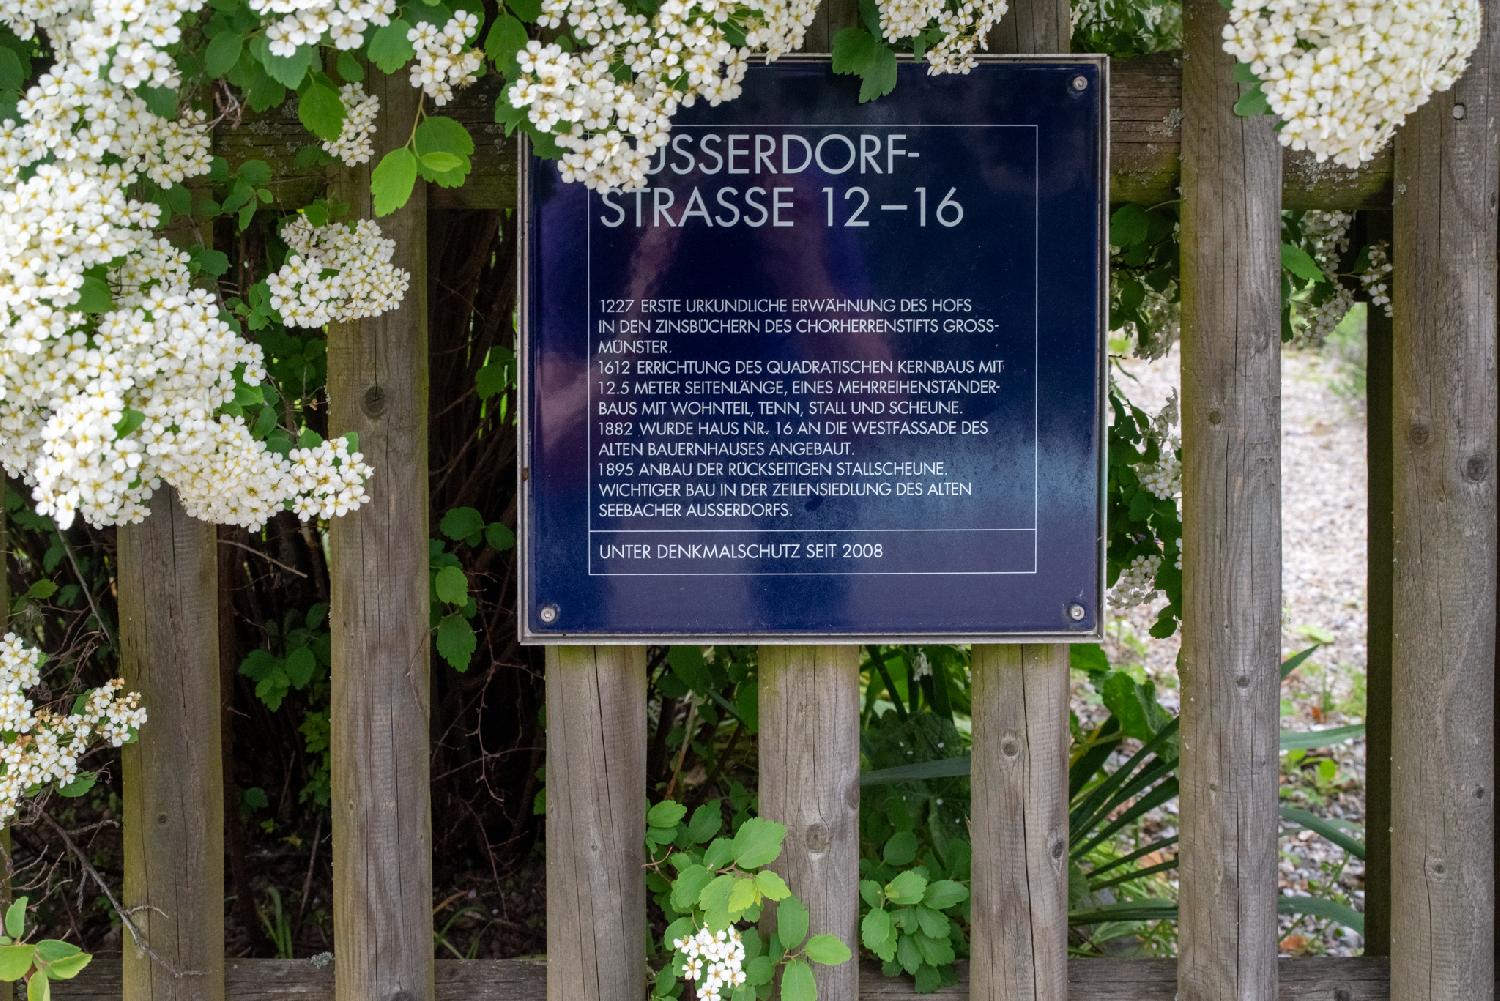 AUSSERDORF-
STRASSE 12–16
1227 ERSTE URKUNDLICHE ERWÄHNUNG DES HOFS
IN DEN ZINSBÜCHERN DES CHORHERRENSTIFTS GROSS-
MÜNSTER.
1612 ERRICHTUNG DES QUADRATISCHEN KERNBAUS MIT
12.5 METER SEITENLÄNGE, EINES MEHRREIHENSTÄNDER-
BAUS MIT WOHNTEIL, TENN, STALL UND SCHEUNE.
1882 WURDE HAUS NR. 16 AN DIE WESTFASSADE DES
ALTEN BAUERNHAUSES ANGEBAUT.
1895 ANBAU DER RÜCKSEITIGEN STALLSCHEUNE.
WICHTIGER BAU IN DER ZEILENSIEDLUNG DES ALTEN
SEEBACHER AUSSERDORFS.
UNTER DENKMALSCHUTZ SEIT 2008